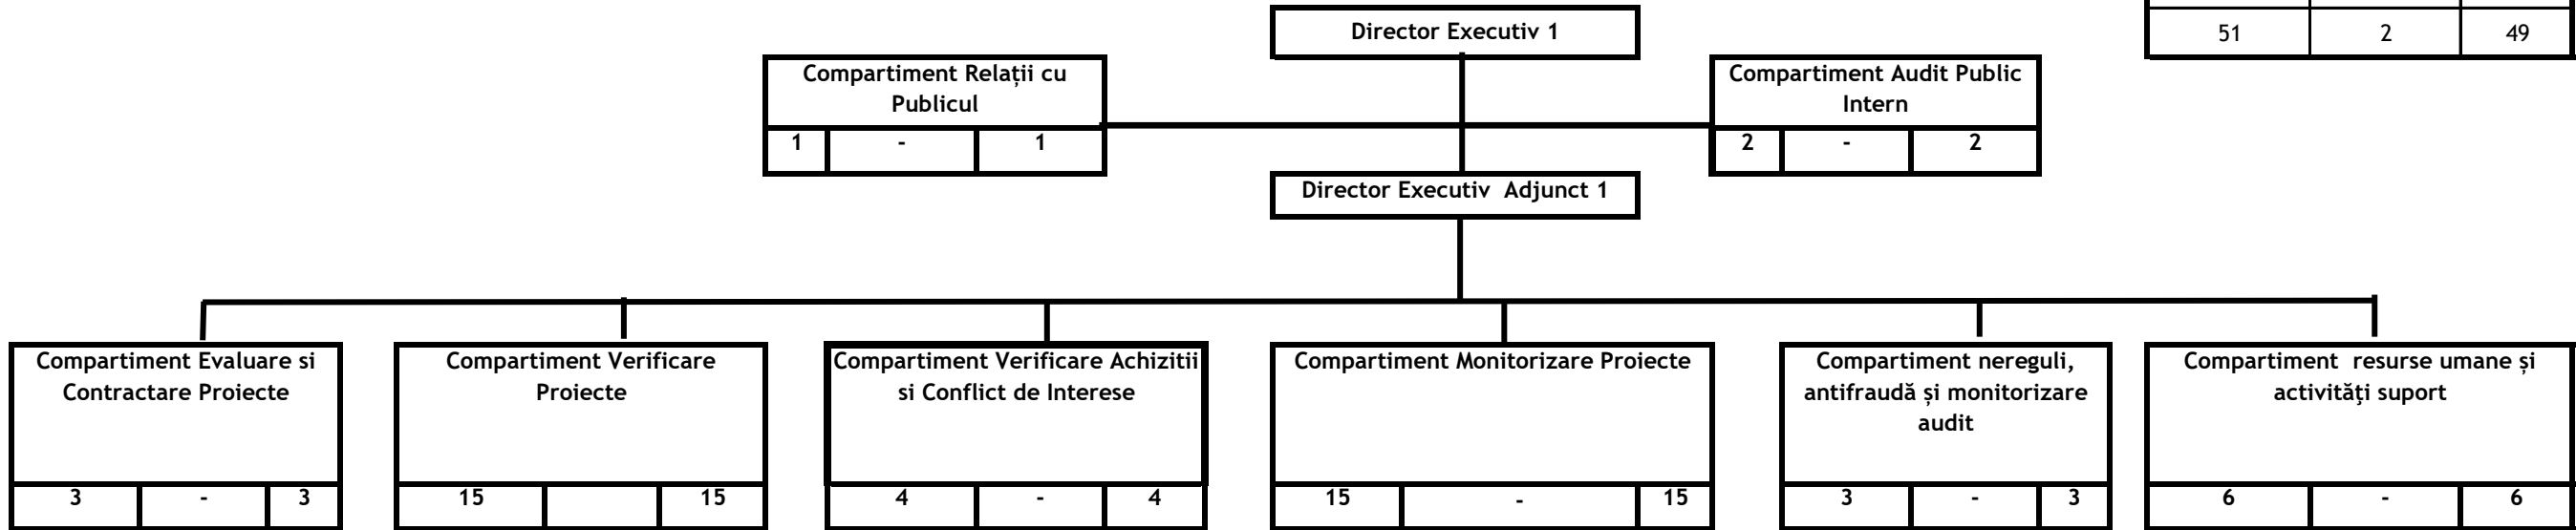 Director Executiv 1
51 2 49
Compartiment Relații cu
Publicul
1 - 1
Compartiment Audit Public
Intern
2 - 2
Director Executiv  Adjunct 1
Compartiment Evaluare si
Contractare Proiecte
3 - 3
Compartiment Verificare
Proiecte
15 15
Compartiment Verificare Achizitii
si Conflict de Interese
4 - 4
Compartiment Monitorizare Proiecte
15 - 15
Compartiment nereguli,
antifraudă și monitorizare
audit
3 - 3
Compartiment  resurse umane și
activități suport
6 - 6